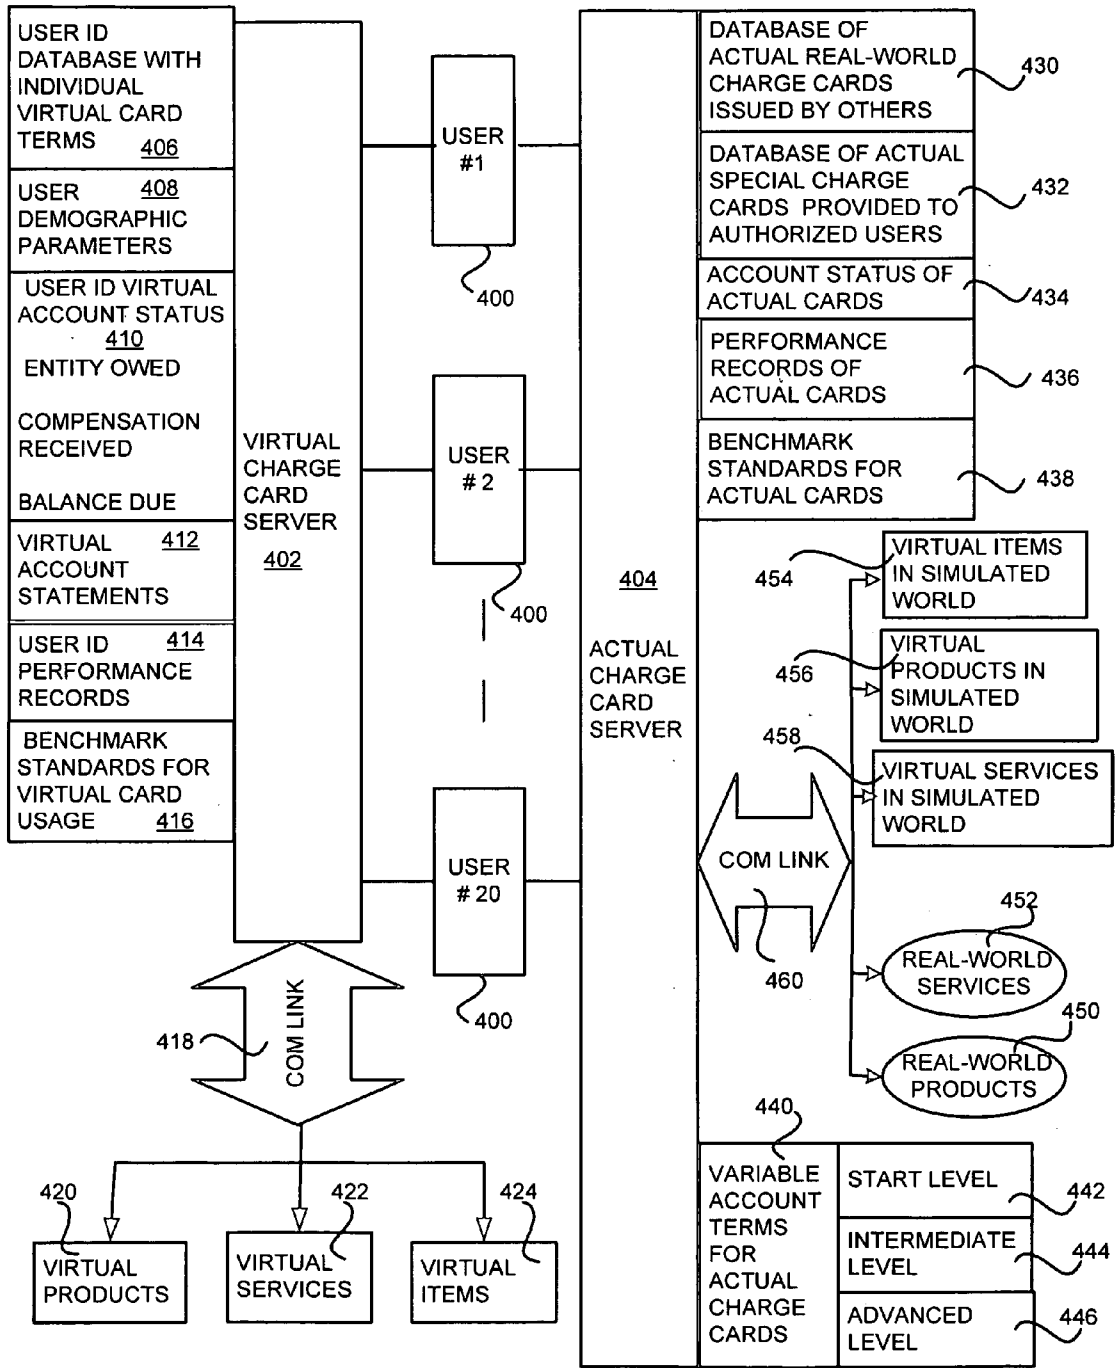 USER ID
DATABASE WITH
INDIVIDUAL
VIRTUAL CARD
TERMS 406
USER 408
DEMOGRAPHIC
PARAMETERS
USER ID VIRTUAL
ACCOUNT STATUS
410
ENTITY OWED
COMPENSATION
RECEIVED
BALANCE DUE
VIRTUAL 412
ACCOUNT
STATEMENTS
USER ID 414
PERFORMANCE
RECORDS
BENCHMARK
STANDARDS FOR
VIRTUAL CARD
USAGE 416
VIRTUAL
CHARGE
CARD
SERVER
402
USER
#1
400
USER
# 2
400
USER
# 20
400
404
ACTUAL
CHARGE
CARD
SERVER
DATABASE OF
ACTUAL REAL-WORLD
CHARGE CARDS
ISSUED BY OTHERS
430
DATABASE OF ACTUAL
SPECIAL CHARGE
CARDS PROVIDED TO
AUTHORIZED USERS
432
ACCOUNT STATUS OF
ACTUAL CARDS
434
PERFORMANCE
RECORDS OF
ACTUAL CARDS
436
BENCHMARK
STANDARDS FOR
ACTUAL CARDS
438
454
VIRTUAL ITEMS
IN SIMULATED
WORLD
456
VIRTUAL
PRODUCTS IN
SIMULATED
WORLD
458
VIRTUAL SERVICES
IN SIMULATED
WORLD
COM LINK
460
452
REAL-WORLD
SERVICES
450
REAL-WORLD
PRODUCTS
418
COM LINK
420
VIRTUAL
PRODUCTS
422
VIRTUAL
SERVICES
424
VIRTUAL
ITEMS
440
VARIABLE
ACCOUNT
TERMS
FOR
ACTUAL
CHARGE
CARDS
START LEVEL
442
INTERMEDIATE
LEVEL
444
ADVANCED
LEVEL
446